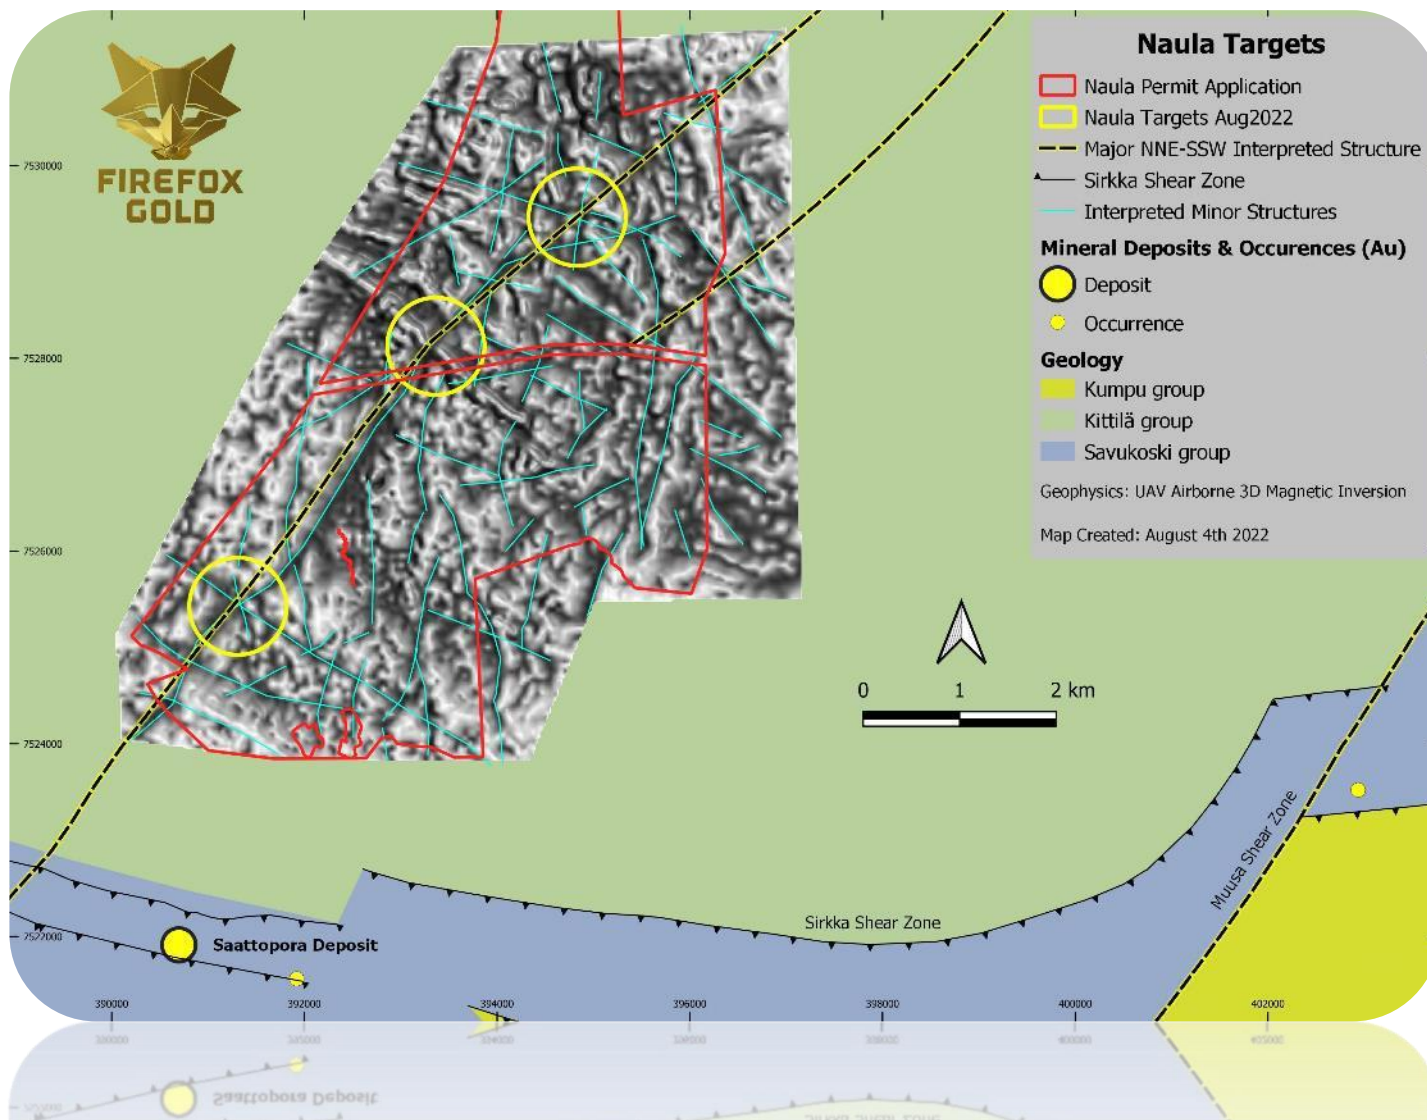 FIREFOX
GOLD
Naula Targets
Naula Permit Application
Naula Targets Aug2022
Major NNE-SSW Interpreted Structure
Sirkka Shear Zone
Interpreted Minor Structures
Mineral Deposits & Occurences (Au)
Deposit
Occurrence
Geology
Kumpu group
Kittilä group
Savukoski group
Geophysics: UAV Airborne 3D Magnetic Inversion
Map Created: August 4th 2022
7530000
7528000
7526000
7524000
7522000
0 1 2 km
Muusa Shear Zone
Sirkka Shear Zone
Saattopora Deposit
390000 392000 394000 396000 398000 400000 402000